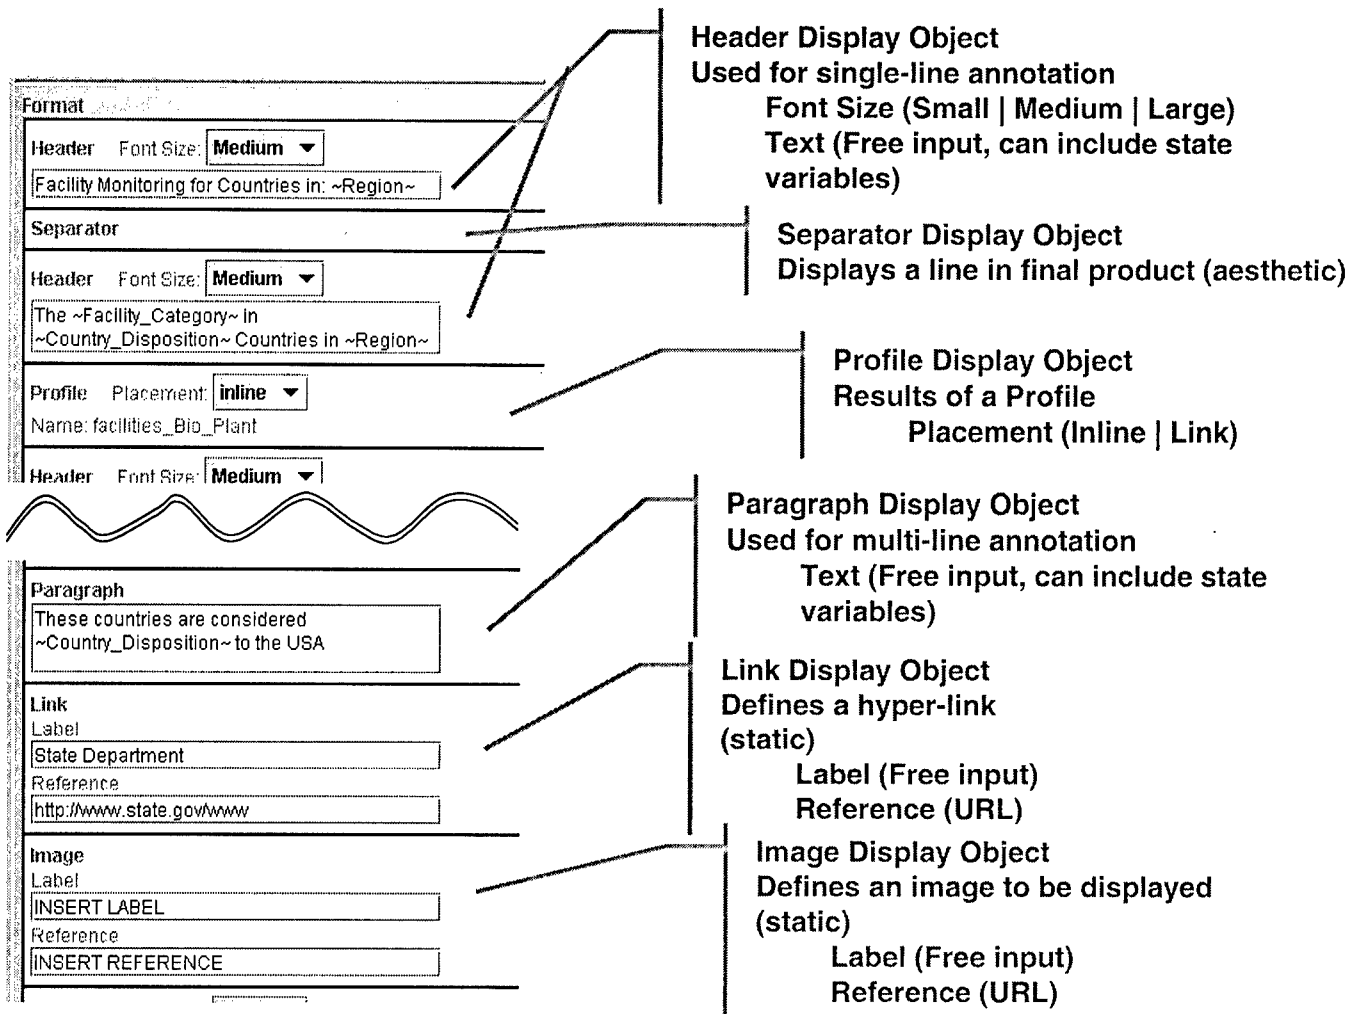 Format
Header Font Size: Medium
Facility Monitoring for Countries in: ~Region~
Separator
Header Font Size: Medium
The ~Facility_Category~ in
~Country_Disposition~ Countries in ~Region~
Profile Placement: inline
Name: facilities_Bio_Plant
Header Font Size: Medium
Paragraph
These countries are considered
~Country_Disposition~ to the USA
Link
Label
State Department
Reference
http://www.state.gov/www
Image
Label
INSERT LABEL
Reference
INSERT REFERENCE
Header Display Object
Used for single-line annotation
Font Size (Small | Medium | Large)
Text (Free input, can include state
variables)
Separator Display Object
Displays a line in final product (aesthetic)
Profile Display Object
Results of a Profile
Placement (Inline | Link)
Paragraph Display Object
Used for multi-line annotation
Text (Free input, can include state
variables)
Link Display Object
Defines a hyper-link
(static)
Label (Free input)
Reference (URL)
Image Display Object
Defines an image to be displayed
(static)
Label (Free input)
Reference (URL)